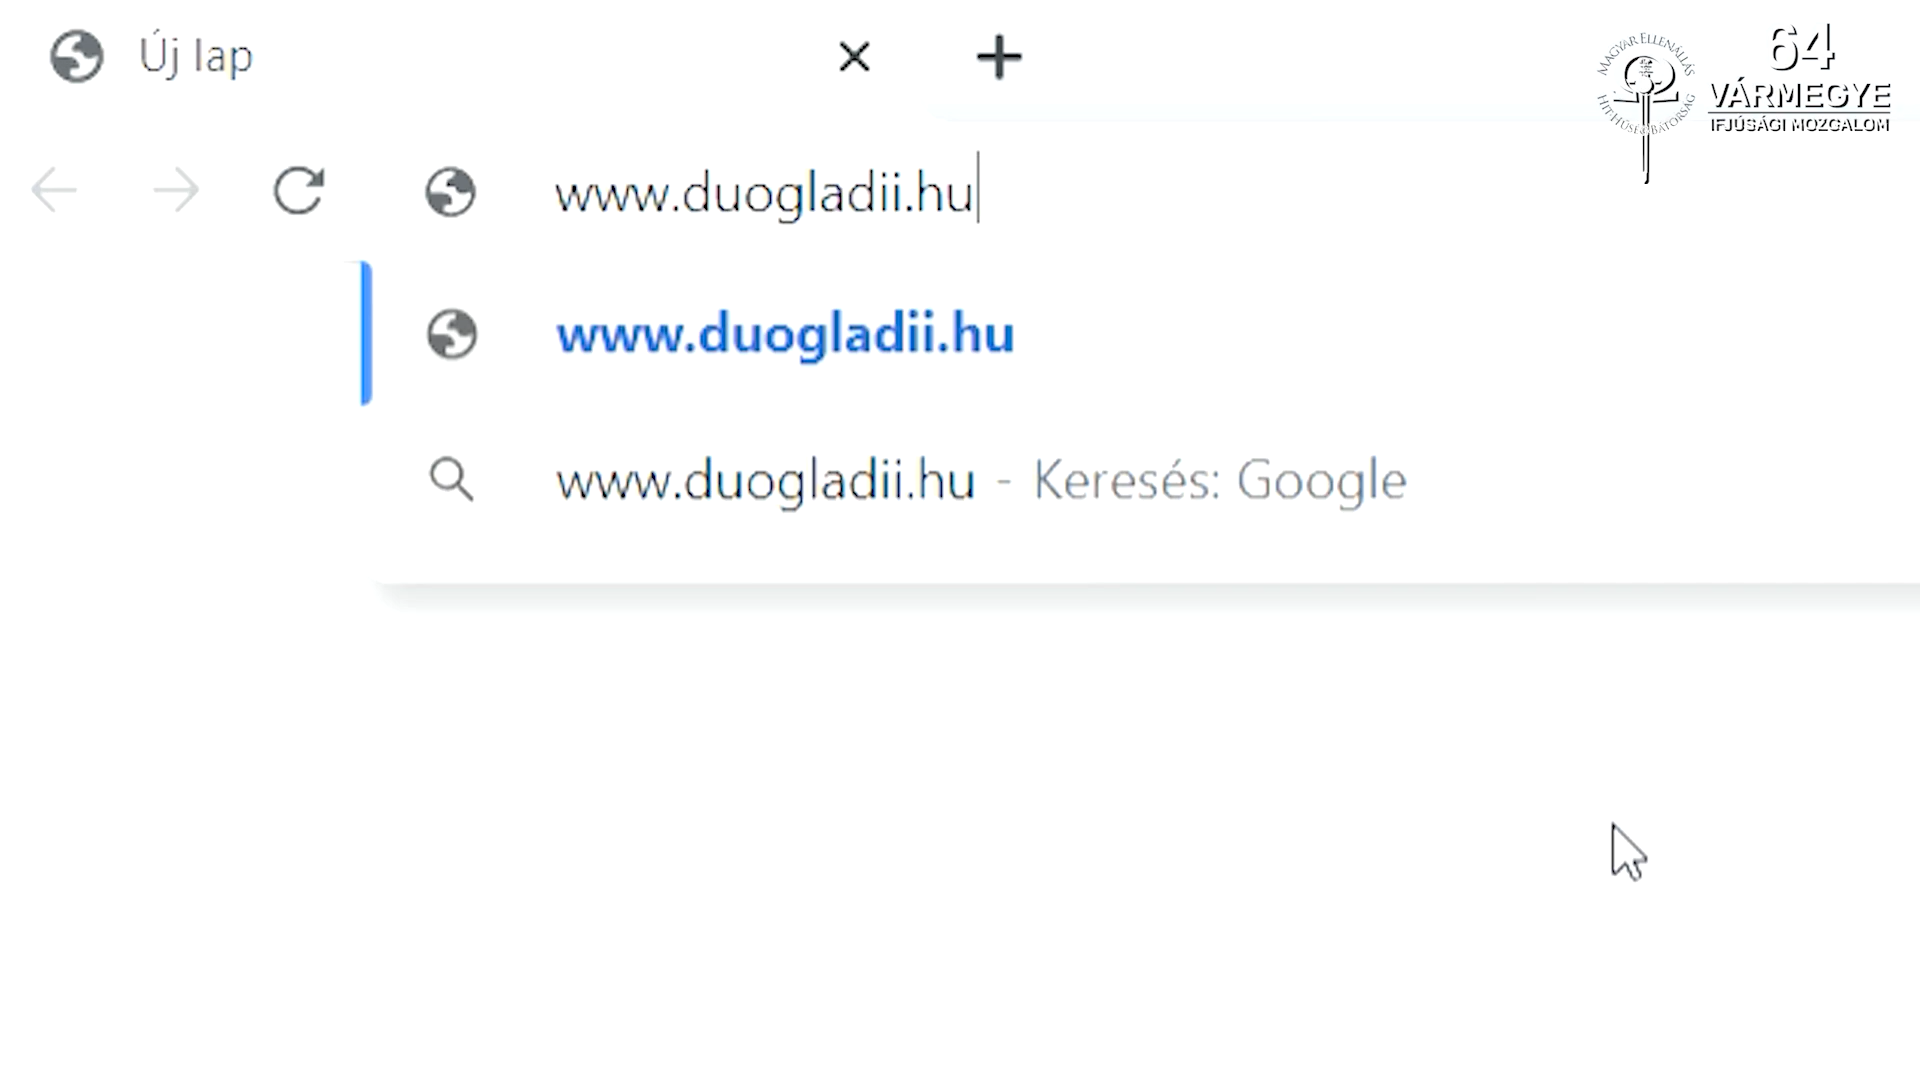 Új lap
64
VÁRMEGYE
IFJÚSÁGI MOZGALOM
MAGYAR ELLENÁLLÁS
HIT HŰSÉG BÁTORSÁG
www.duogladii.hu
www.duogladii.hu
www.duogladii.hu - Keresés: Google